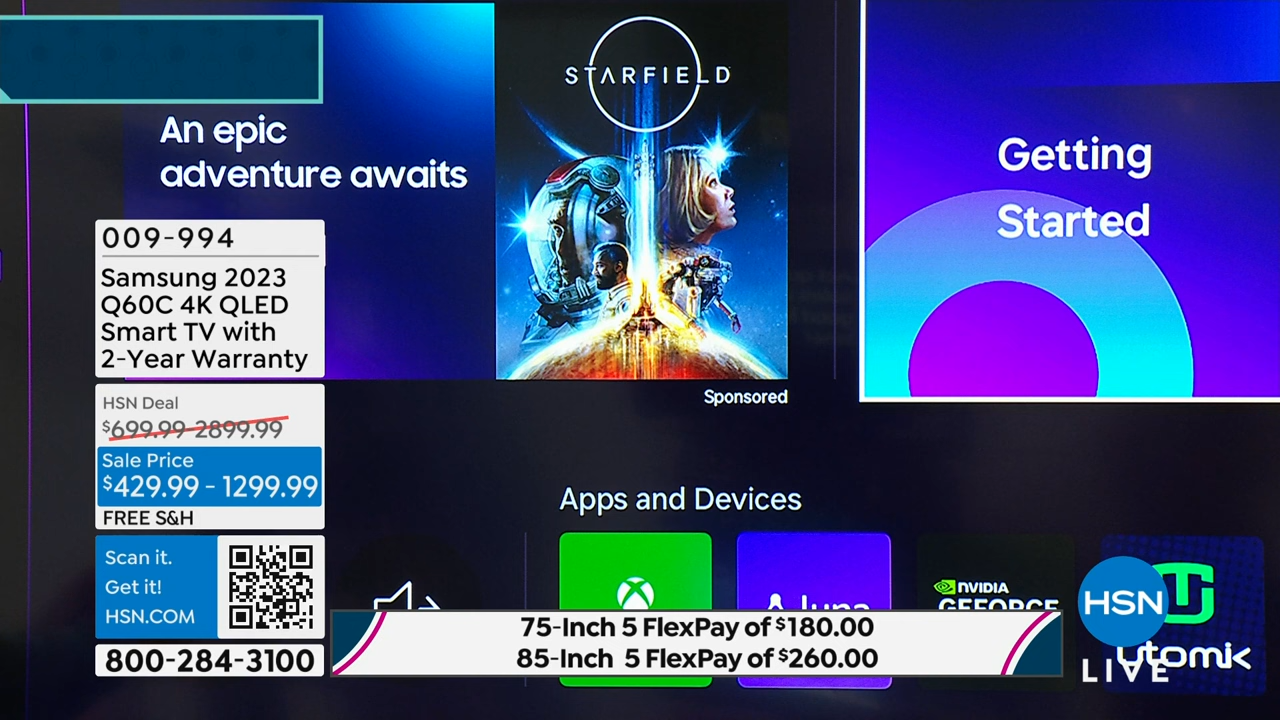 An epic
adventure awaits
STARFIELD
Sponsored
Getting
Started
009-994
Samsung 2023
Q60C 4K QLED
Smart TV with
2-Year Warranty
HSN Deal
$699.99-2899.99
Sale Price
$429.99 - 1299.99
FREE S&H
Scan it.
Get it!
HSN.COM
800-284-3100
Apps and Devices
luna
NVIDIA
GEFORCE
utomik
75-Inch 5 FlexPay of $180.00
85-Inch 5 FlexPay of $260.00
HSN
LIVE